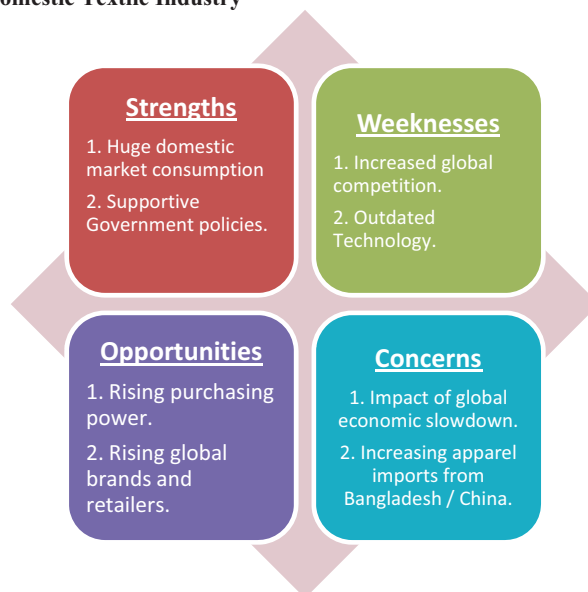 omestic Textile Industry
Strengths
1. Huge domestic
market consumption
2. Supportive
Government policies.
Weeknesses
1. Increased global
competition.
2. Outdated
Technology.
Opportunities
1. Rising purchasing
power.
2. Rising global
brands and
retailers.
Concerns
1. Impact of global
economic slowdown.
2. Increasing apparel
imports from
Bangladesh / China.